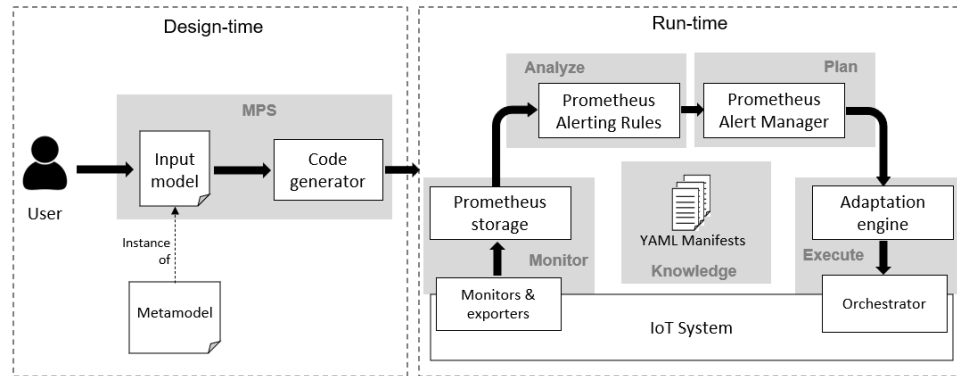 Design-time
MPS
Input
model
Code
generator
User
Instance
of
Metamodel
Run-time
Analyze
Prometheus
Alerting Rules
Plan
Prometheus
Alert Manager
Prometheus
storage
Monitor
Monitors &
exporters
YAML Manifests
Knowledge
Adaptation
engine
Execute
Orchestrator
IoT System